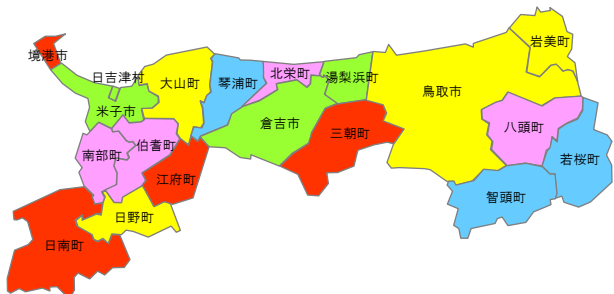 境港市
日吉津村
米子市
大山町
南部町
伯耆町
江府町
日野町
日南町
琴浦町
北栄町
湯梨浜町
倉吉市
三朝町
鳥取市
岩美町
八頭町
若桜町
智頭町